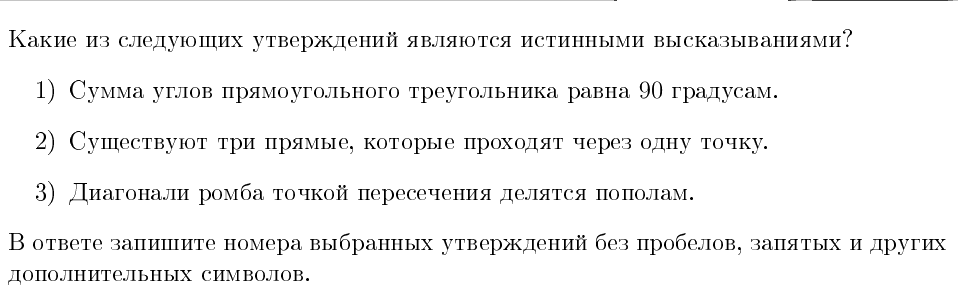 Какие из следующих утверждений являются истинными высказываниями?
1) Сумма углов прямоугольного треугольника равна 90 градусам.
2) Существуют три прямые, которые проходят через одну точку.
3) Диагонали ромба точкой пересечения делятся пополам.
В ответе запишите номера выбранных утверждений без пробелов, запятых и других
дополнительных символов.